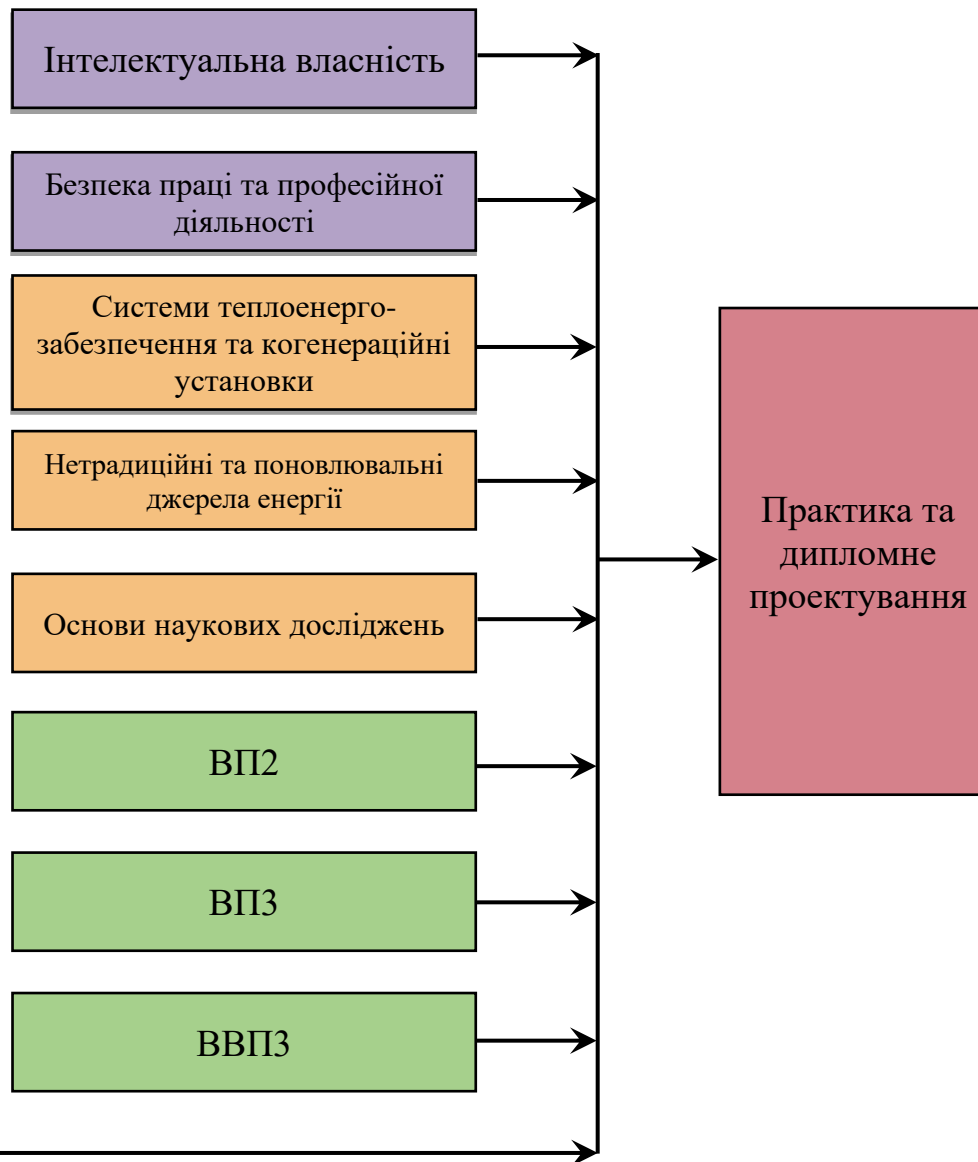 Інтелектуальна власність
Безпека праці та професійної
діяльності
Системи теплоенерго-
забезпечення та когенераційні
установки
Нетрадиційні та поновлювальні
джерела енергії
Основи наукових досліджень
ВП2
ВП3
ВВП3
Практика та
дипломне
проектування